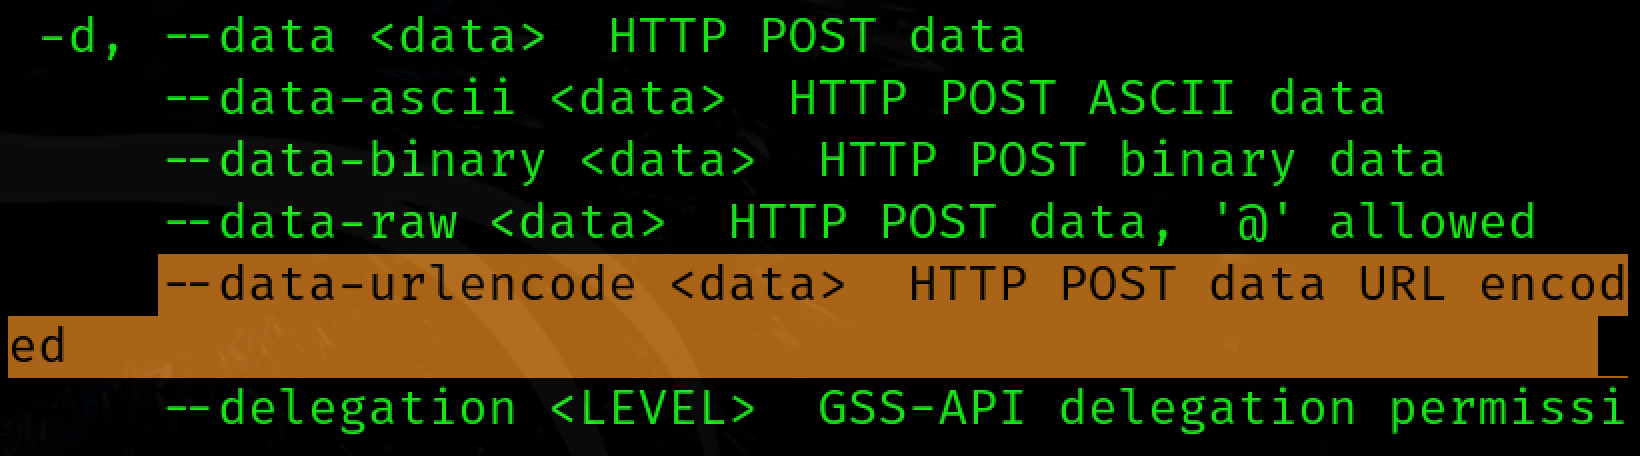 -d, --data <data>  HTTP POST data
--data-ascii <data>  HTTP POST ASCII data
--data-binary <data>  HTTP POST binary data
--data-raw <data>  HTTP POST data, '@' allowed
--data-urlencode <data>  HTTP POST data URL encod
ed
--delegation <LEVEL>  GSS-API delegation permissi